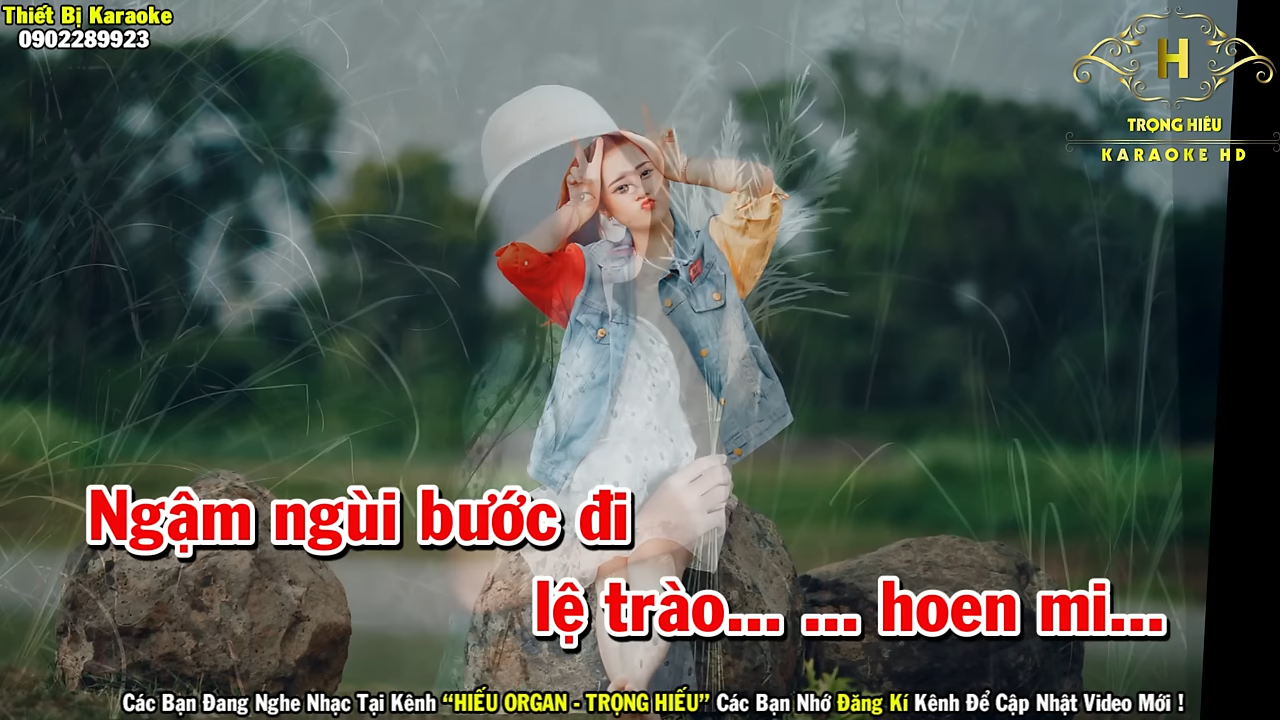 Thiết Bị Karaoke
0902289923
H
TRỌNG HIẾU
KARAOKE HD
Ngậm ngùi bước đi
lệ trào... ... hoen mi...
Các Bạn Đang Nghe Nhạc Tại Kênh “HIẾU ORGAN - TRỌNG HIẾU” Các Bạn Nhớ Đăng Kí Kênh Để Cập Nhật Video Mới !